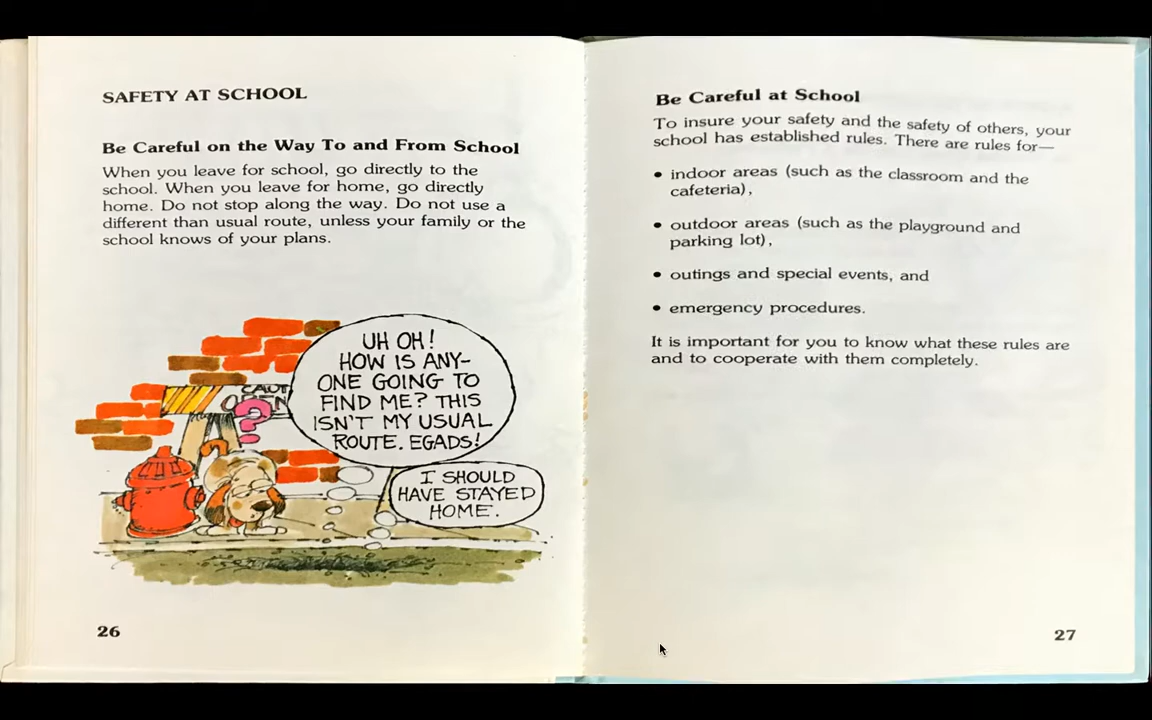 SAFETY AT SCHOOL
Be Careful on the Way To and From School
When you leave for school, go directly to the
school. When you leave for home, go directly
home. Do not stop along the way. Do not use a
different than usual route, unless your family or the
school knows of your plans.
CAUT
OPEN
?
UH OH!
HOW IS ANY-
ONE GOING TO
FIND ME? THIS
ISN'T MY USUAL
ROUTE. EGADS!
I SHOULD
HAVE STAYED
HOME.
26
Be Careful at School
To insure your safety and the safety of others, your
school has established rules. There are rules for—
• indoor areas (such as the classroom and the
cafeteria),
• outdoor areas (such as the playground and
parking lot),
• outings and special events, and
• emergency procedures.
It is important for you to know what these rules are
and to cooperate with them completely.
27